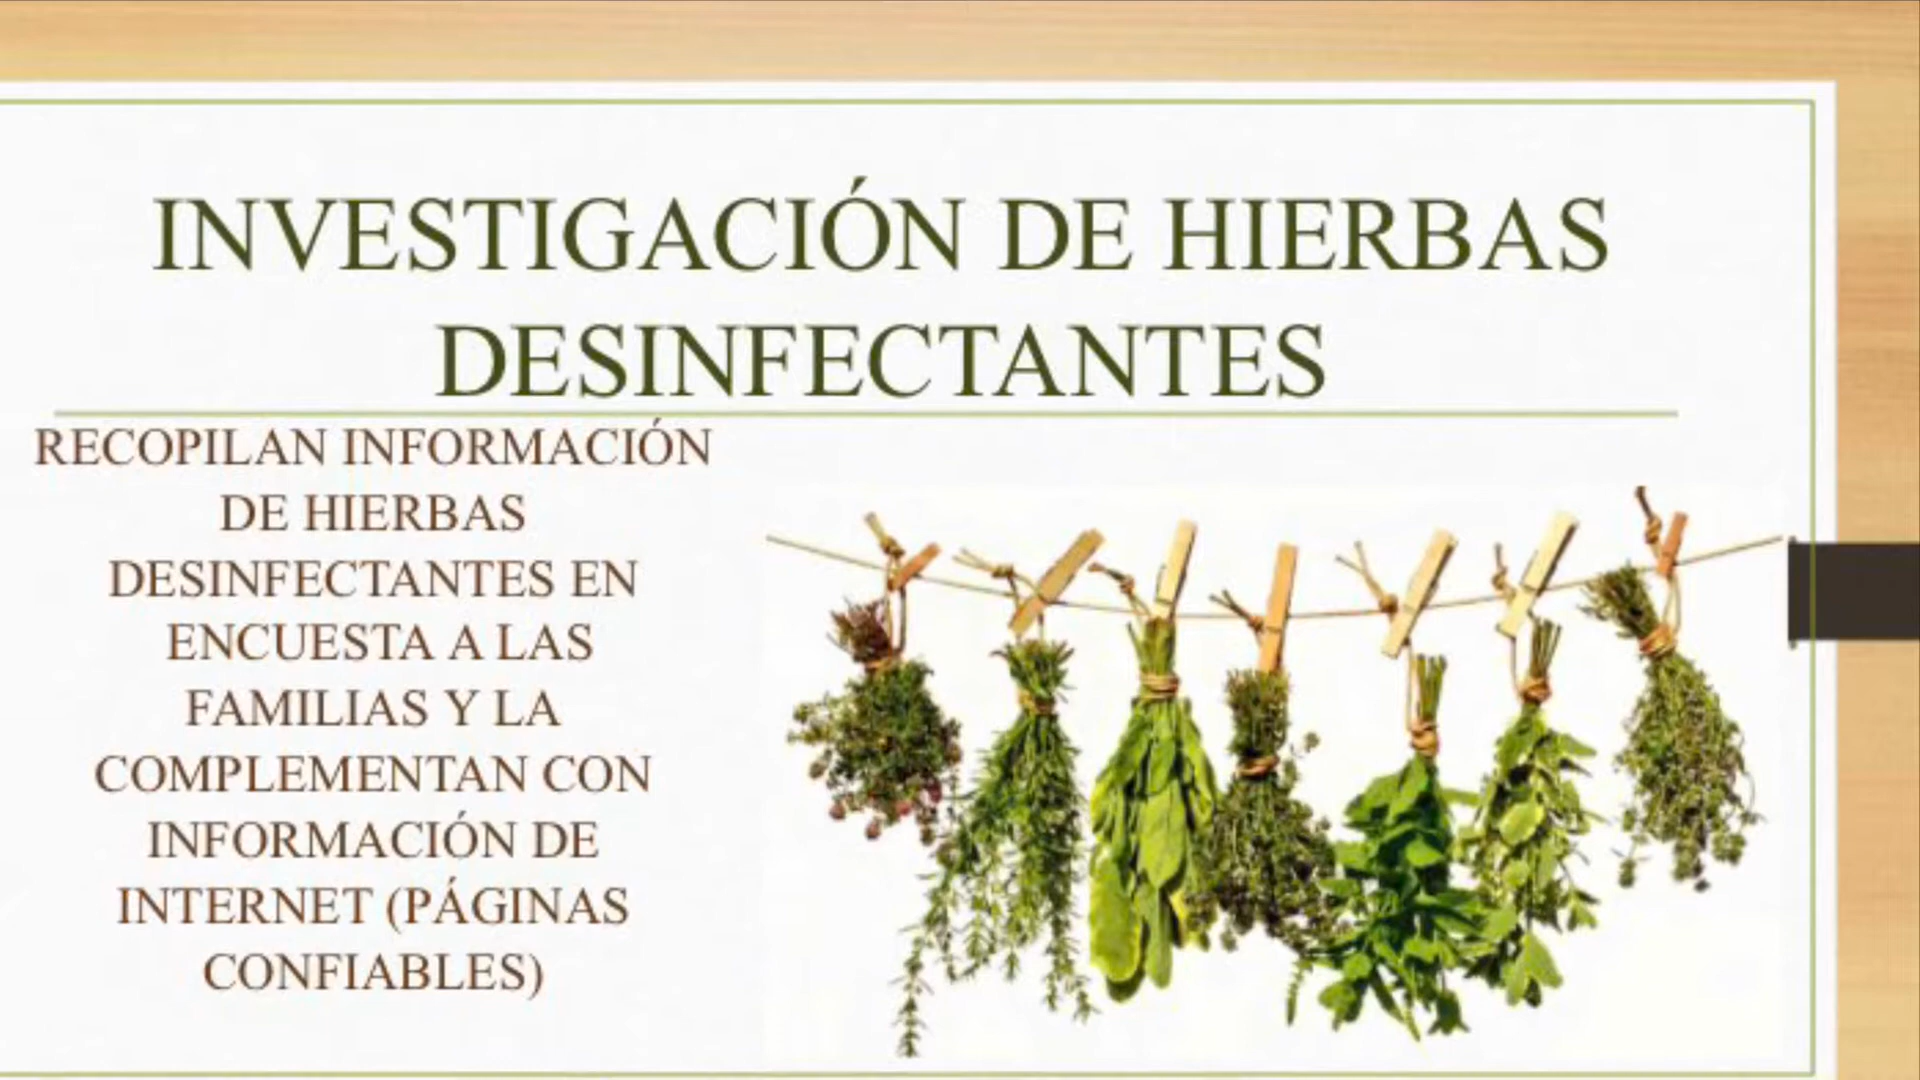 INVESTIGACIÓN DE HIERBAS
DESINFECTANTES
RECOPILAN INFORMACIÓN
DE HIERBAS
DESINFECTANTES EN
ENCUESTA A LAS
FAMILIAS Y LA
COMPLEMENTAN CON
INFORMACIÓN DE
INTERNET (PÁGINAS
CONFIABLES)